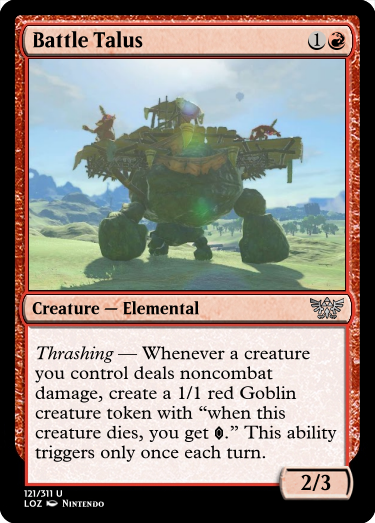 Battle Talus 1
Creature — Elemental
Thrashing — Whenever a creature
you control deals noncombat
damage, create a 1/1 red Goblin
creature token with “when this
creature dies, you get .” This ability
triggers only once each turn.
2/3
121/311 U
LOZ Nintendo